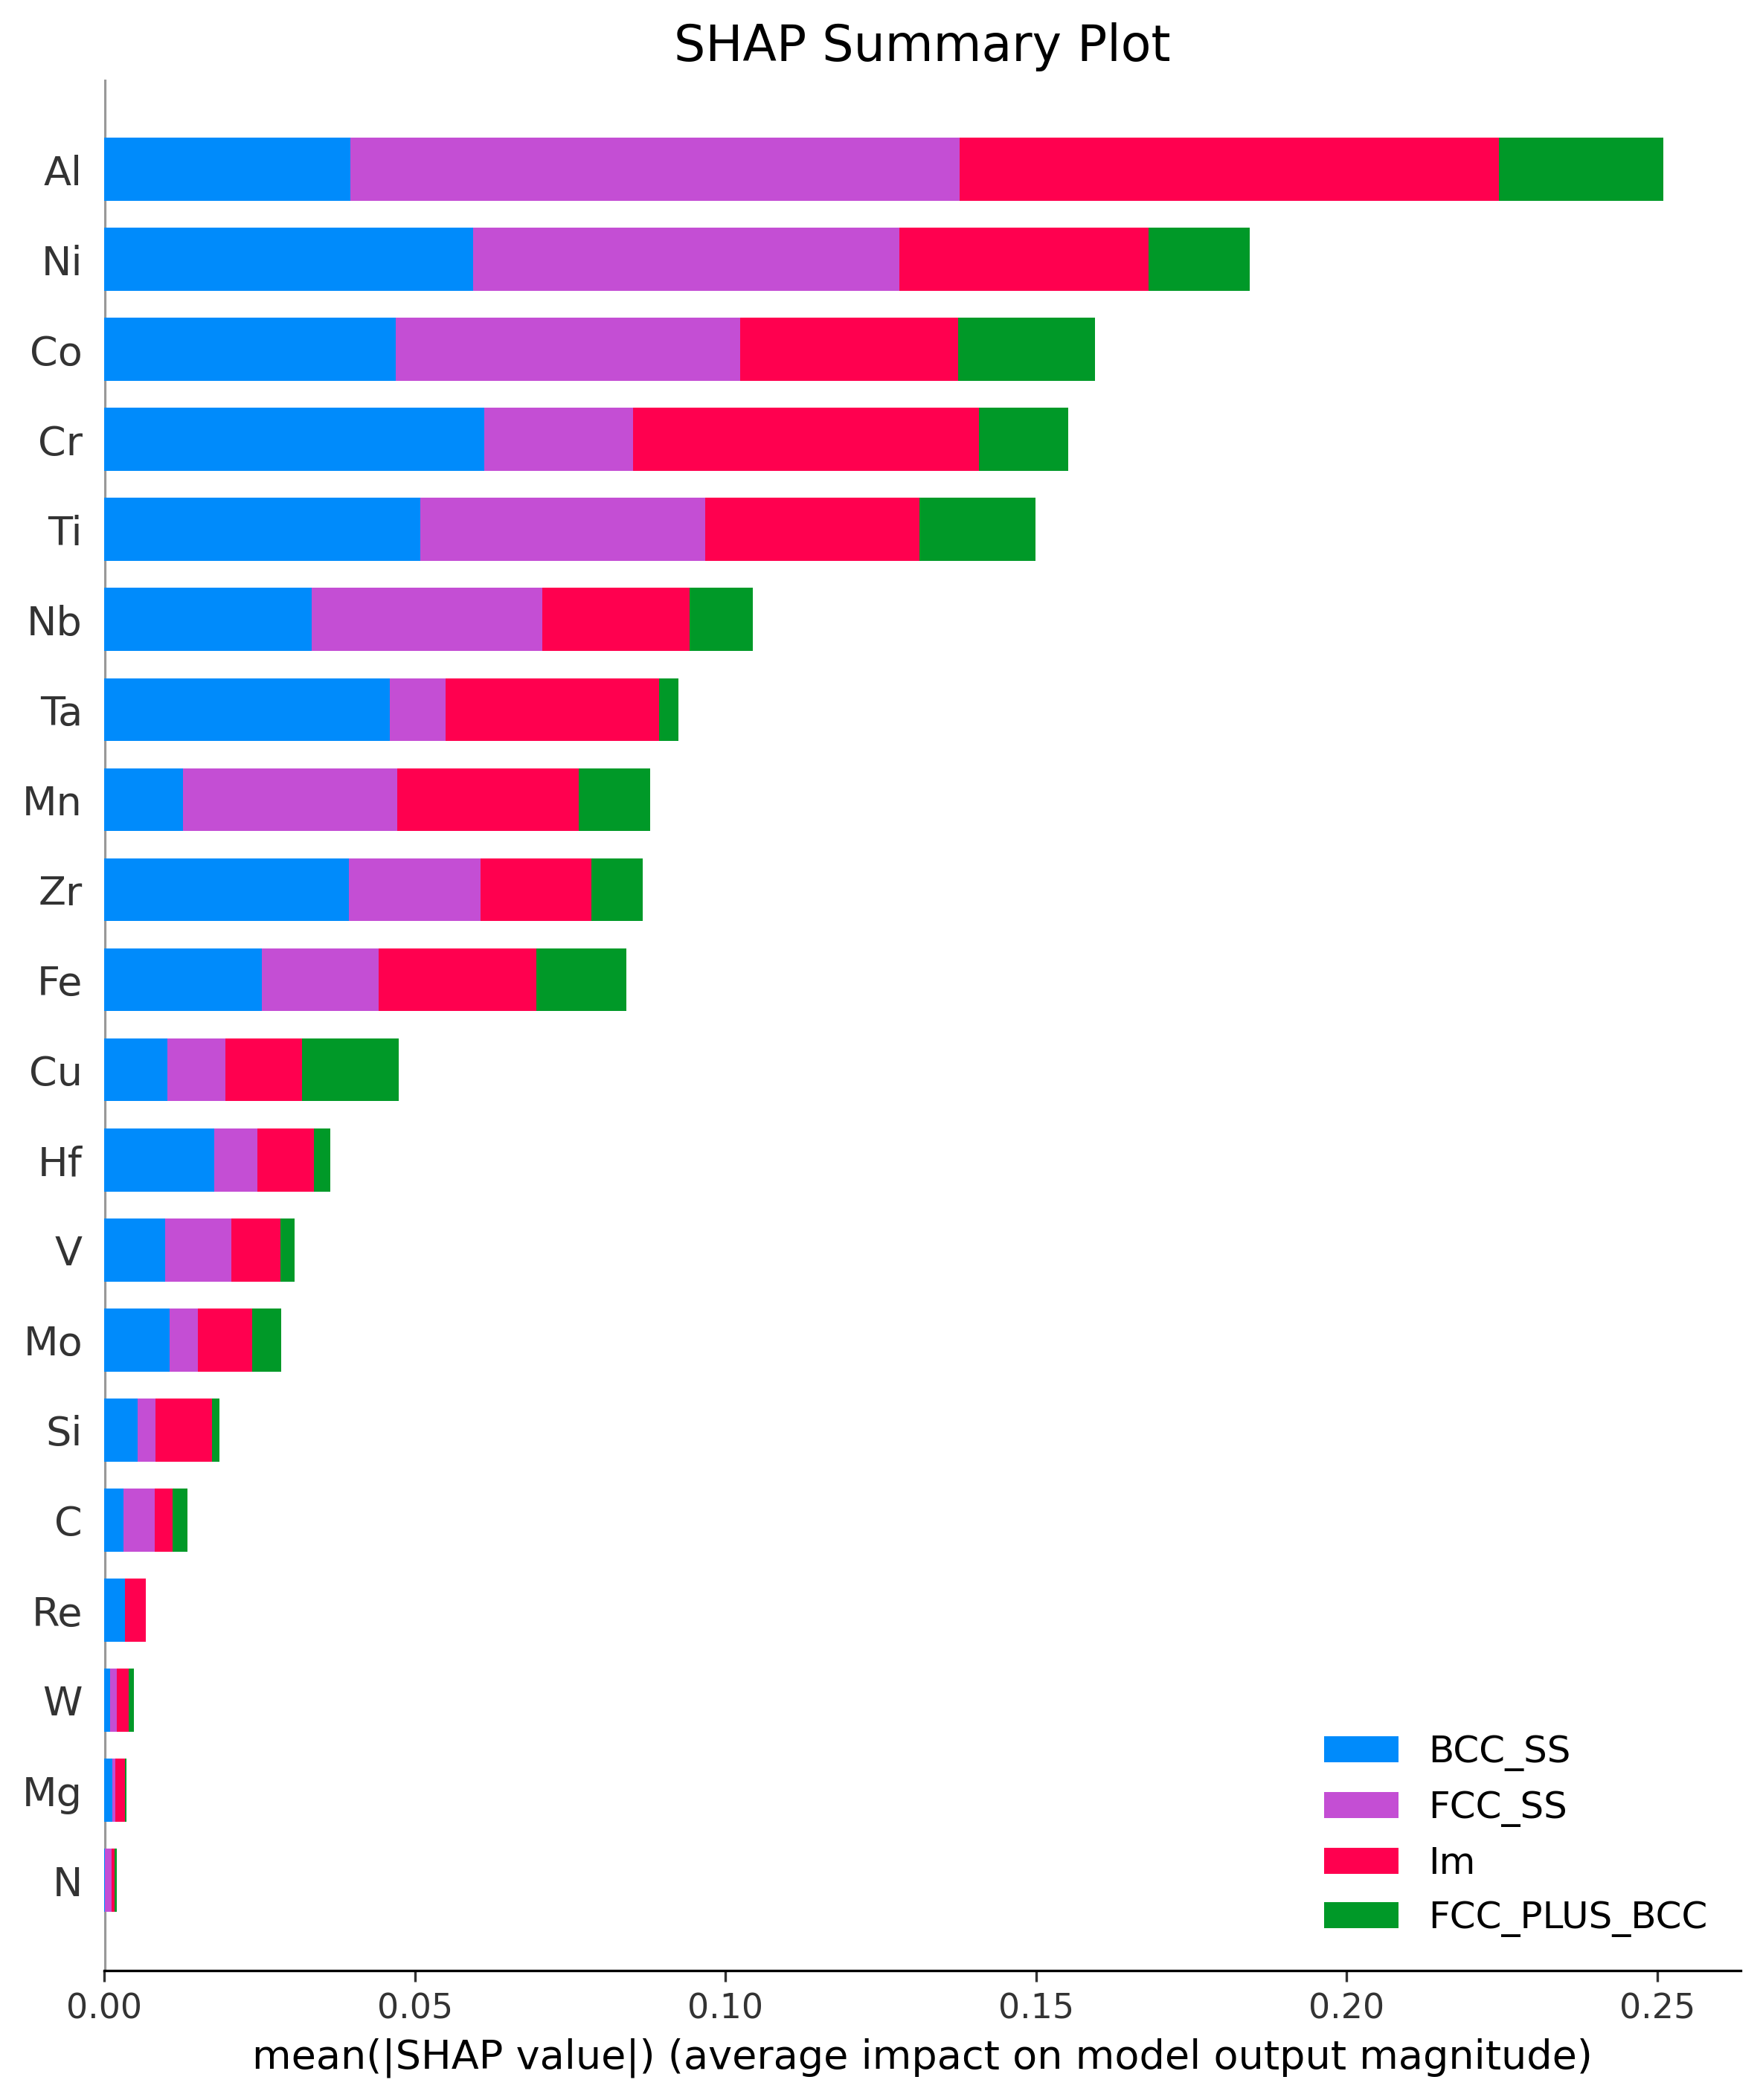 SHAP Summary Plot
Al
Ni
Co
Cr
Ti
Nb
Ta
Mn
Zr
Fe
Cu
Hf
V
Mo
Si
C
Re
W
Mg
N
BCC_SS
FCC_SS
Im
FCC_PLUS_BCC
0.00 0.05 0.10 0.15 0.20 0.25
mean(|SHAP value|) (average impact on model output magnitude)